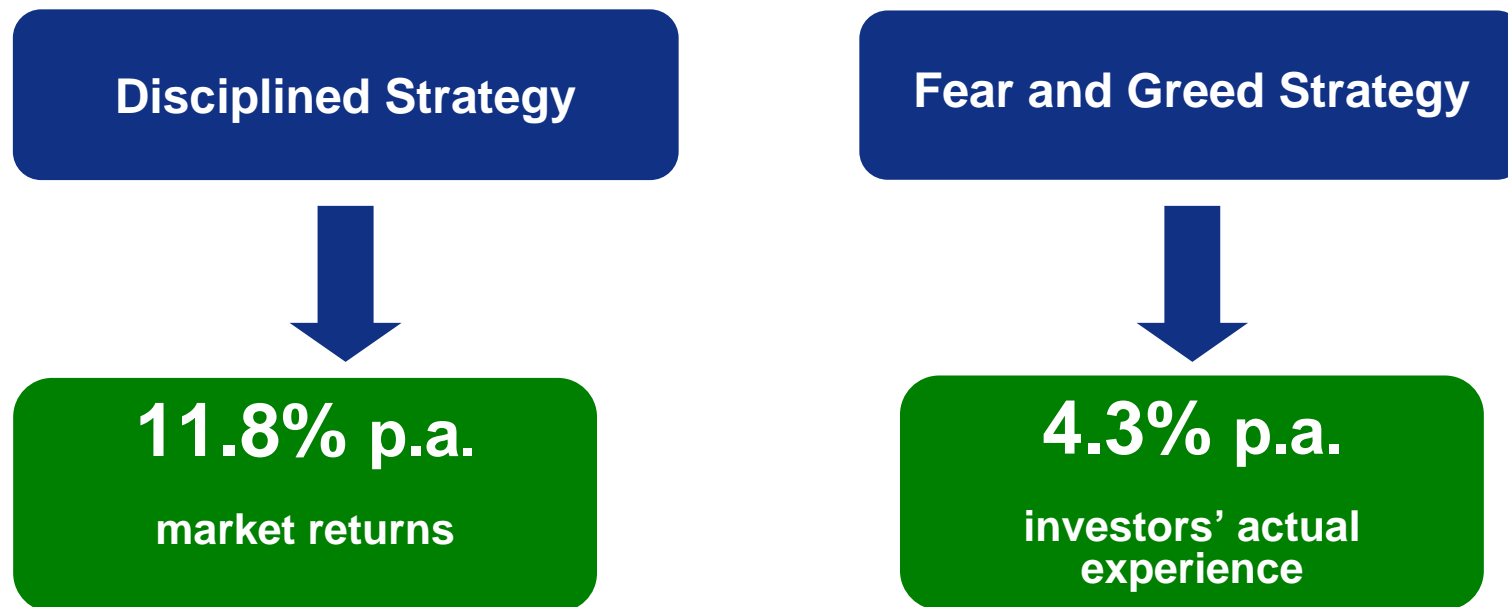 Disciplined Strategy
Fear and Greed Strategy
11.8% p.a.
market returns
4.3% p.a.
investors’ actual
experience